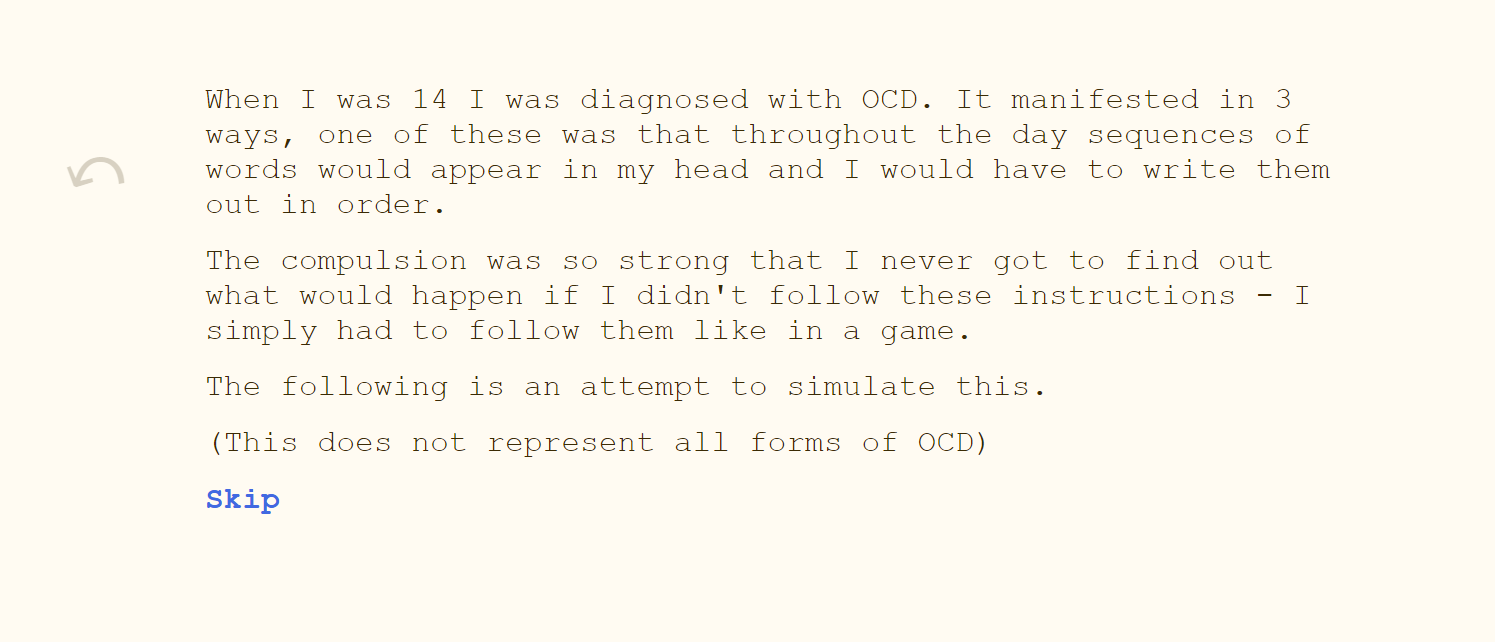 When I was 14 I was diagnosed with OCD. It manifested in 3
ways, one of these was that throughout the day sequences of
words would appear in my head and I would have to write them
out in order.
The compulsion was so strong that I never got to find out
what would happen if I didn't follow these instructions - I
simply had to follow them like in a game.
The following is an attempt to simulate this.
(This does not represent all forms of OCD)
Skip